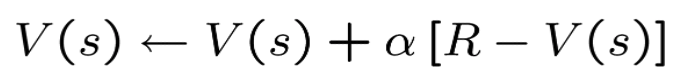 V(s) ← V(s) + α [R − V(s)]